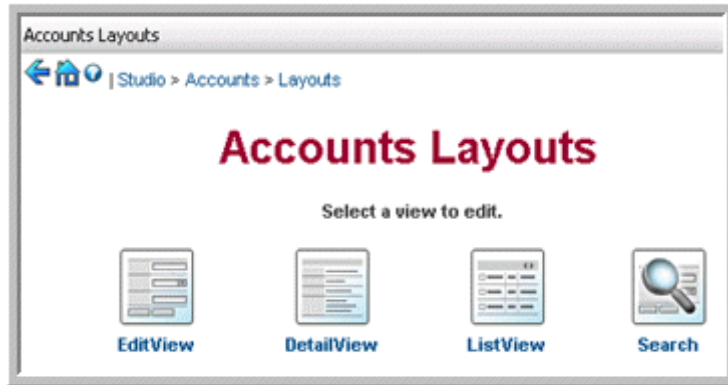 Accounts Layouts
| Studio > Accounts > Layouts
Accounts Layouts
Select a view to edit.
EditView DetailView ListView Search